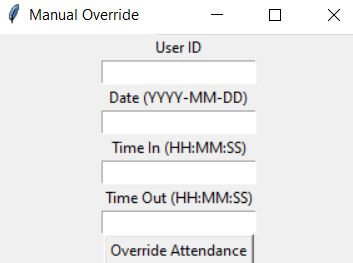 Manual Override
User ID
Date (YYYY-MM-DD)
Time In (HH:MM:SS)
Time Out (HH:MM:SS)
Override Attendance